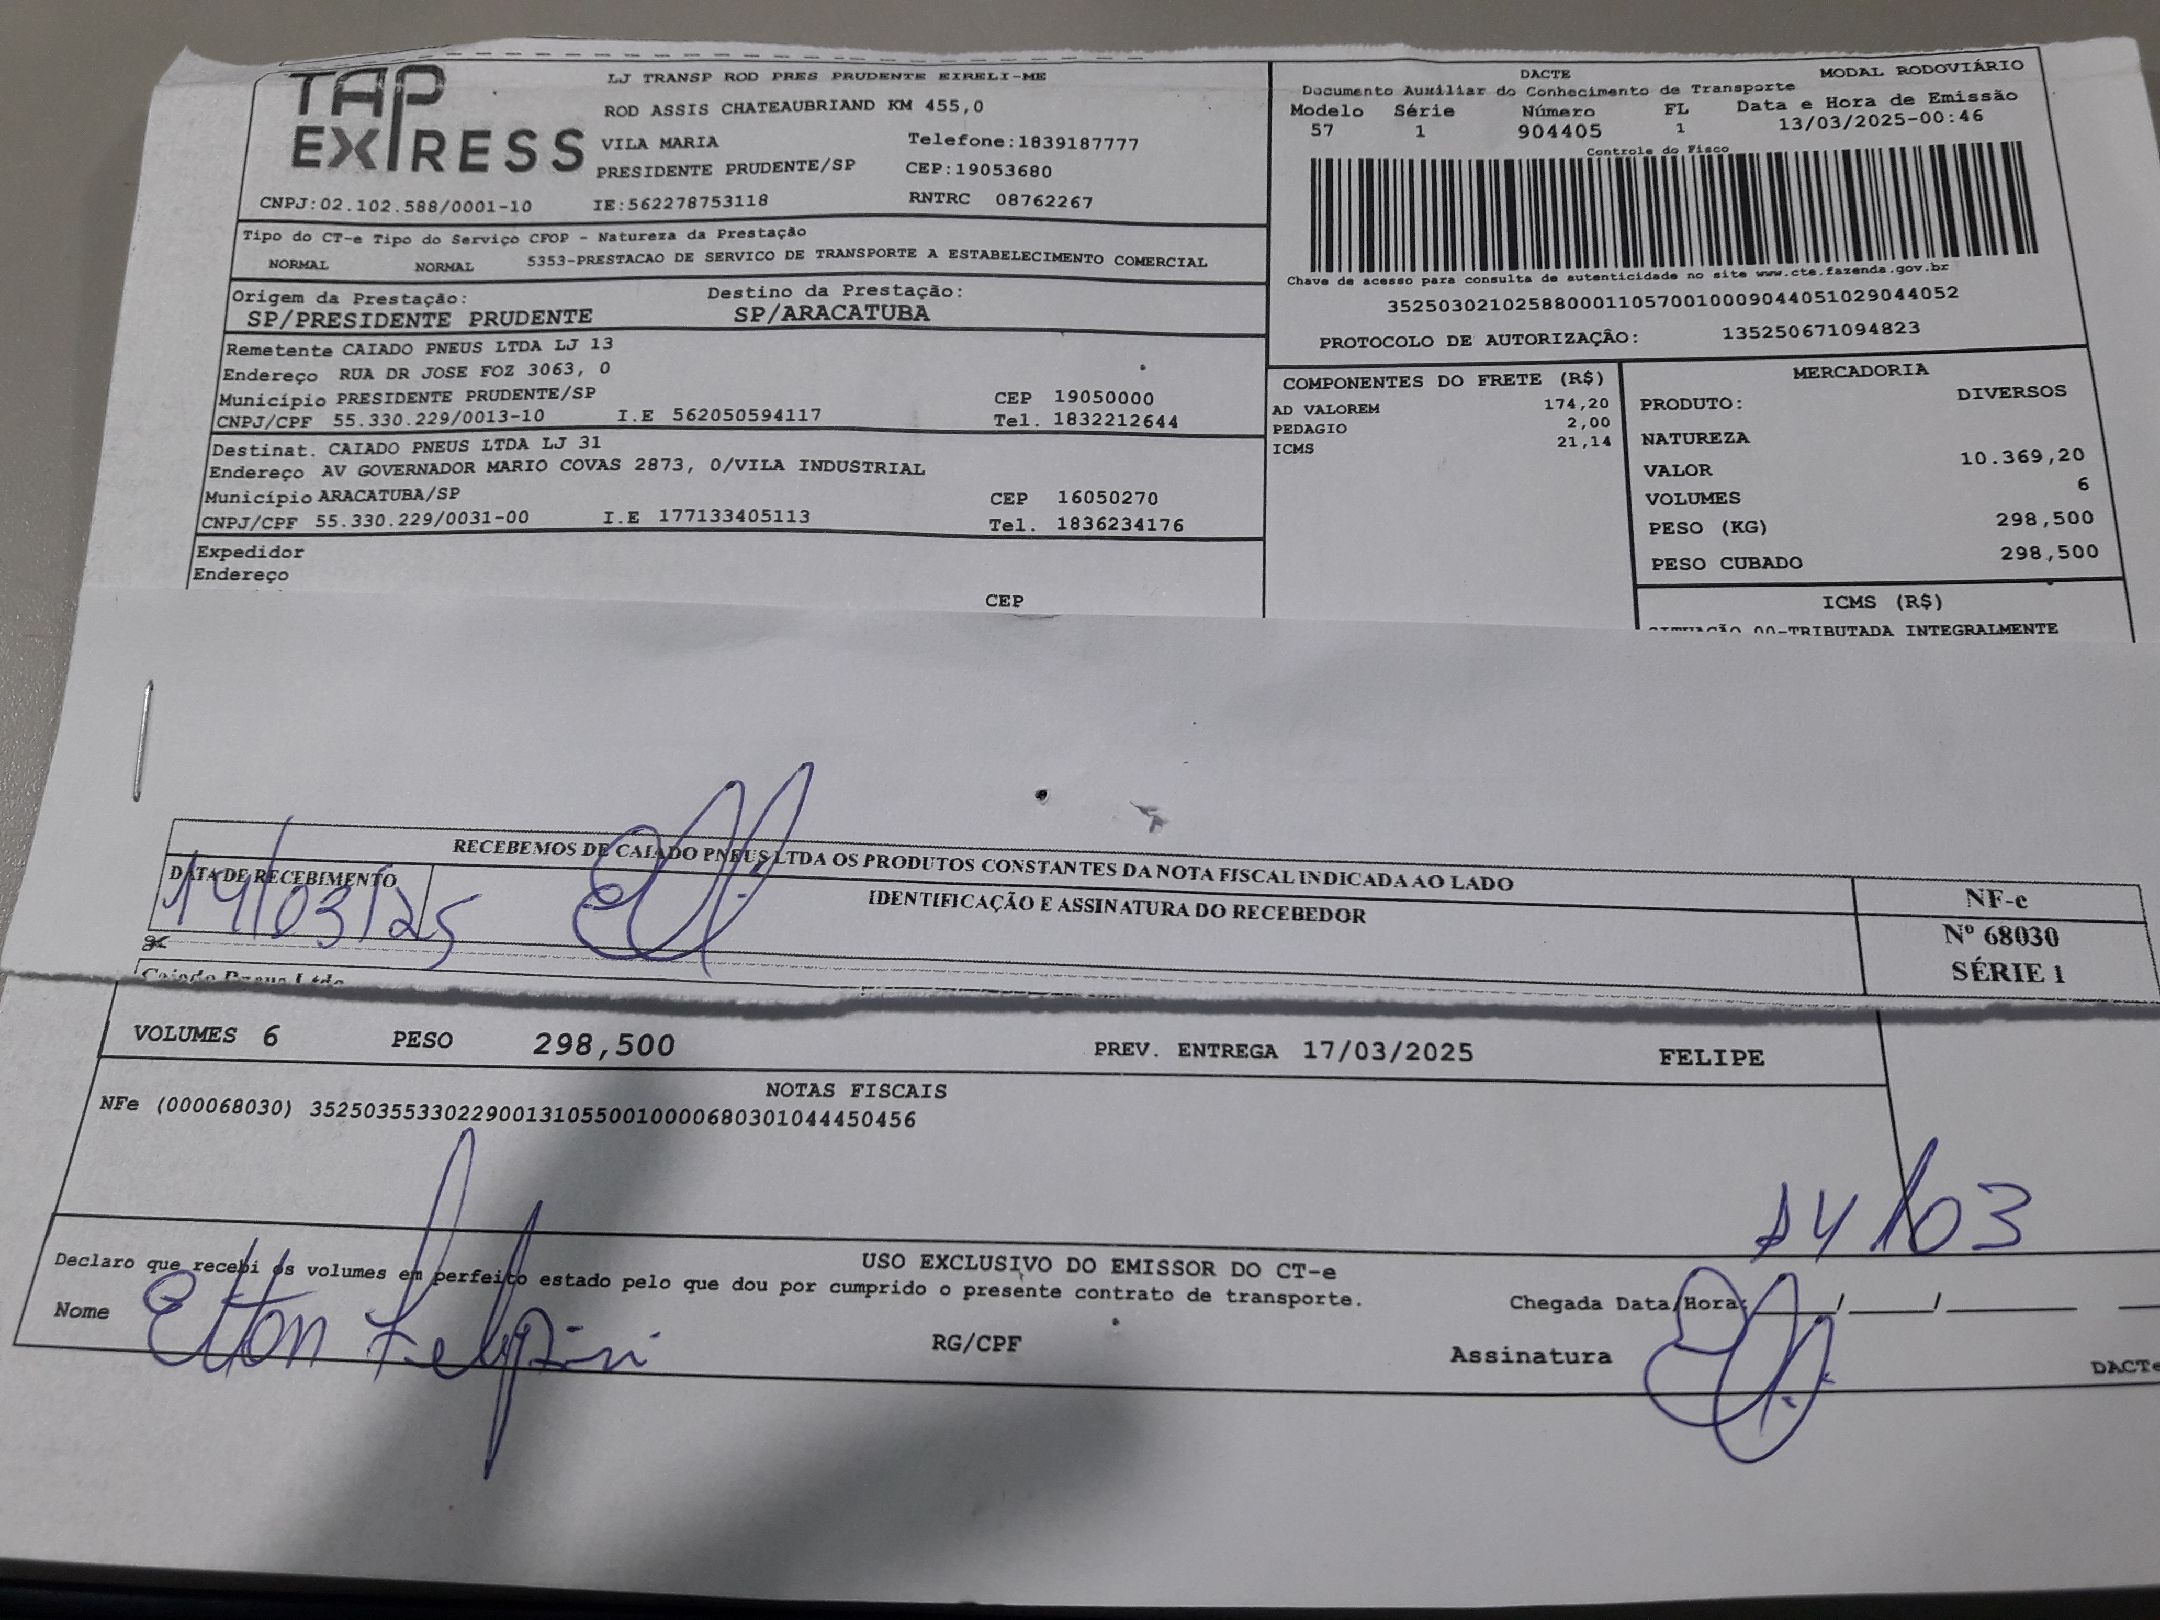 TAP EXPRESS
LJ TRANSP ROD PRES PRUDENTE EIRELI-ME
ROD ASSIS CHATEAUBRIAND KM 455,0
VILA MARIA Telefone:1839187777
PRESIDENTE PRUDENTE/SP CEP:19053680
CNPJ:02.102.588/0001-10 IE:562278753118 RNTRC 08762267
DACTE MODAL RODOVIÁRIO
Documento Auxiliar do Conhecimento de Transporte
Modelo Série Número FL Data e Hora de Emissão
57 1 904405 1 13/03/2025-00:46
Controle do Fisco
Chave de acesso para consulta de autenticidade no site www.cte.fazenda.gov.br
35250302102588000110570010009044051029044052
PROTOCOLO DE AUTORIZAÇÃO: 135250671094823
Tipo do CT-e Tipo do Serviço CFOP - Natureza da Prestação
NORMAL NORMAL 5353-PRESTACAO DE SERVICO DE TRANSPORTE A ESTABELECIMENTO COMERCIAL
Origem da Prestação: Destino da Prestação:
SP/PRESIDENTE PRUDENTE SP/ARACATUBA
Remetente CAIADO PNEUS LTDA LJ 13
Endereço RUA DR JOSE FOZ 3063, 0
Município PRESIDENTE PRUDENTE/SP CEP 19050000
CNPJ/CPF 55.330.229/0013-10 I.E 562050594117 Tel. 1832212644
Destinat. CAIADO PNEUS LTDA LJ 31
Endereço AV GOVERNADOR MARIO COVAS 2873, 0/VILA INDUSTRIAL
Município ARACATUBA/SP CEP 16050270
CNPJ/CPF 55.330.229/0031-00 I.E 177133405113 Tel. 1836234176
Expedidor
Endereço
CEP
COMPONENTES DO FRETE (R$)
AD VALOREM 174,20
PEDAGIO 2,00
ICMS 21,14
MERCADORIA
PRODUTO: DIVERSOS
NATUREZA
VALOR 10.369,20
VOLUMES 6
PESO (KG) 298,500
PESO CUBADO 298,500
ICMS (R$)
SITUAÇÃO 00-TRIBUTADA INTEGRALMENTE
RECEBEMOS DE CAIADO PNEUS LTDA OS PRODUTOS CONSTANTES DA NOTA FISCAL INDICADA AO LADO
DATA DE RECEBIMENTO IDENTIFICAÇÃO E ASSINATURA DO RECEBEDOR
14/03/25
NF-e
Nº 68030
SÉRIE 1
Caiado Pneus Ltda
VOLUMES 6 PESO 298,500 PREV. ENTREGA 17/03/2025 FELIPE
NOTAS FISCAIS
NFe (000068030) 35250355330229001310550010000680301044450456
14/03
USO EXCLUSIVO DO EMISSOR DO CT-e
Declaro que recebi os volumes em perfeito estado pelo que dou por cumprido o presente contrato de transporte.
Chegada Data/Hora: ____/____/______
Nome Elton Felippini RG/CPF Assinatura
DACTe